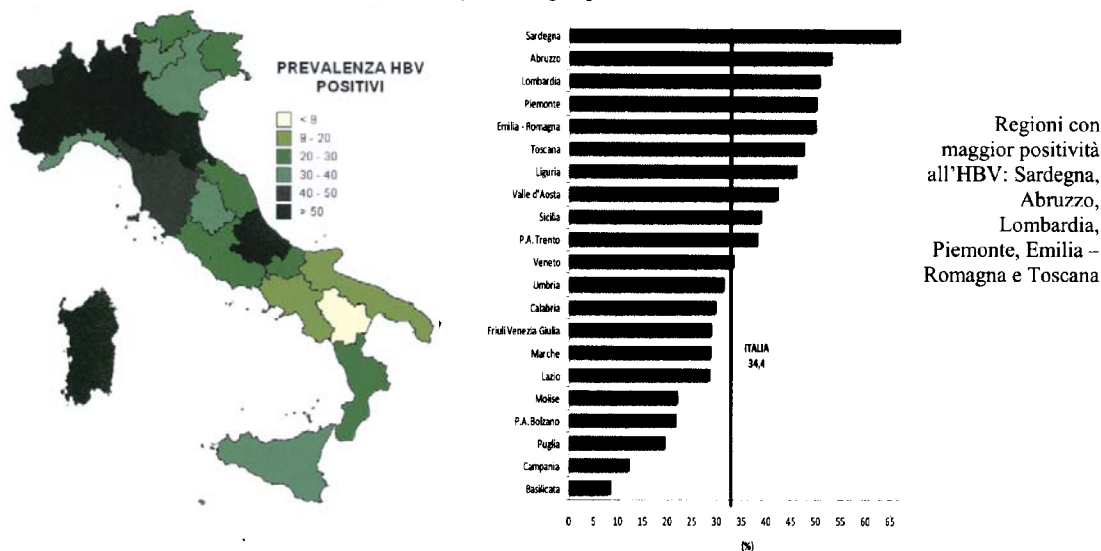 PREVALENZA HBV
POSITIVI
< 9
9 - 20
20 - 30
30 - 40
40 - 50
> 50
Sardegna
Abruzzo
Lombardia
Piemonte
Emilia - Romagna
Toscana
Liguria
Valle d'Aosta
Sicilia
P.A. Trento
Veneto
Umbria
Calabria
Friuli Venezia Giulia
Marche
Lazio
Molise
P.A. Bolzano
Puglia
Campania
Basilicata
ITALIA
34,4
0 5 10 15 20 25 30 35 40 45 50 55 60 65
(%)
Regioni con
maggior positività
all'HBV: Sardegna,
Abruzzo,
Lombardia,
Piemonte, Emilia –
Romagna e Toscana